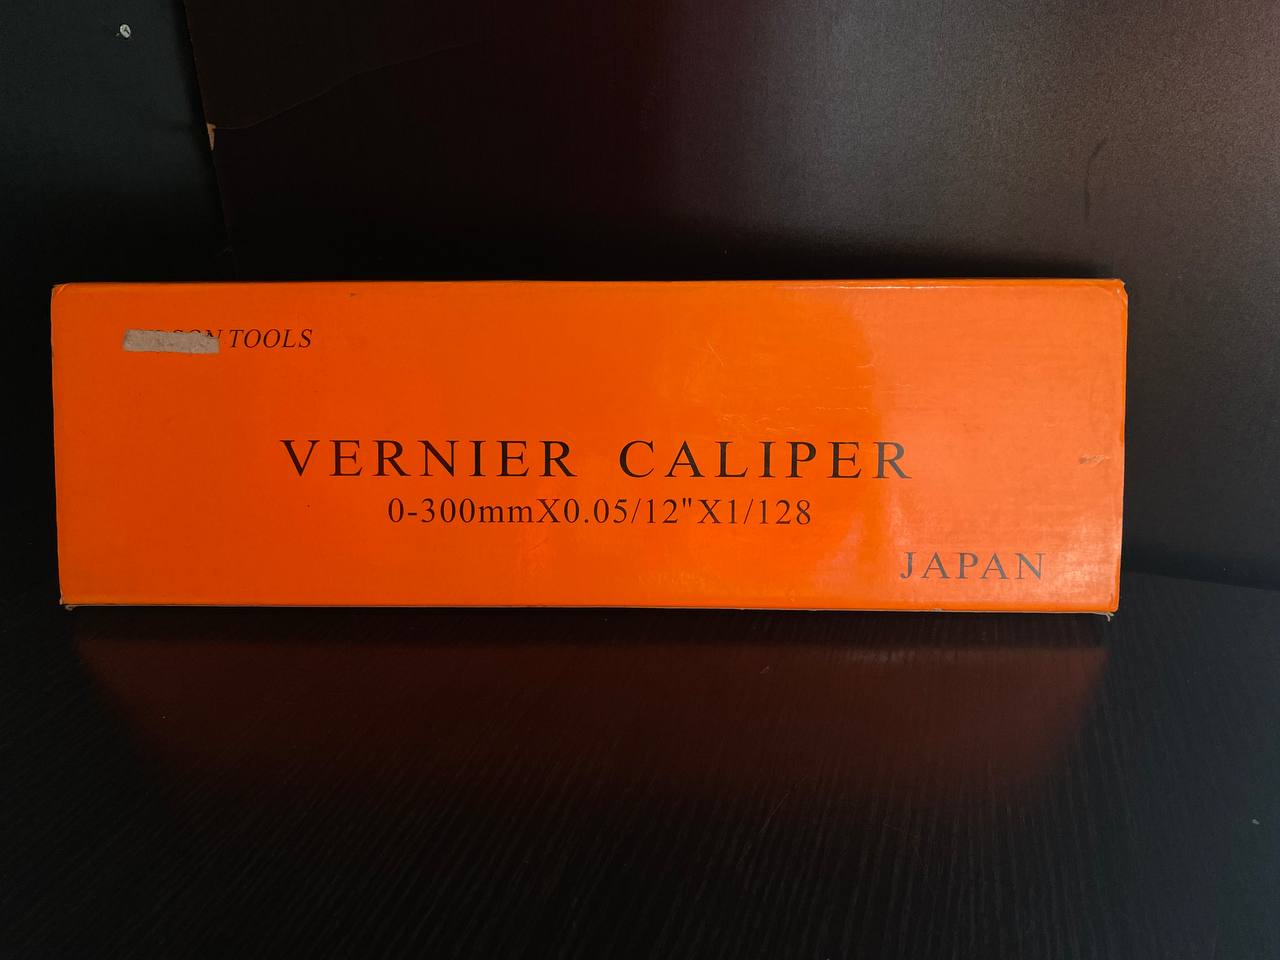 TOOLS
VERNIER CALIPER
0-300mmX0.05/12"X1/128
JAPAN